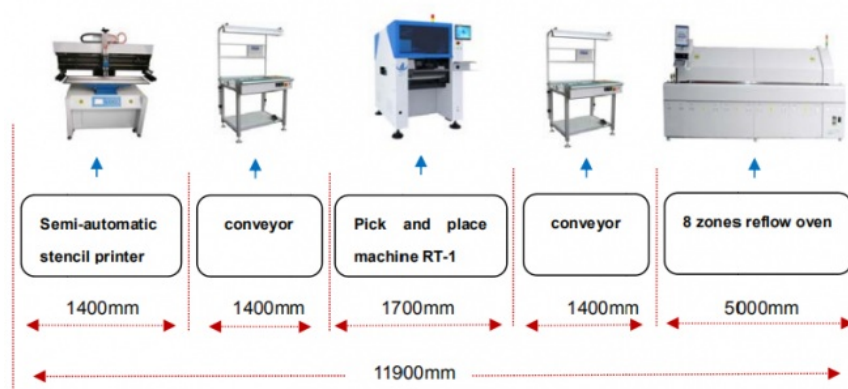 Semi-automatic
stencil printer
conveyor
Pick and place
machine RT-1
conveyor
8 zones reflow oven
1400mm
1400mm
1700mm
1400mm
5000mm
11900mm